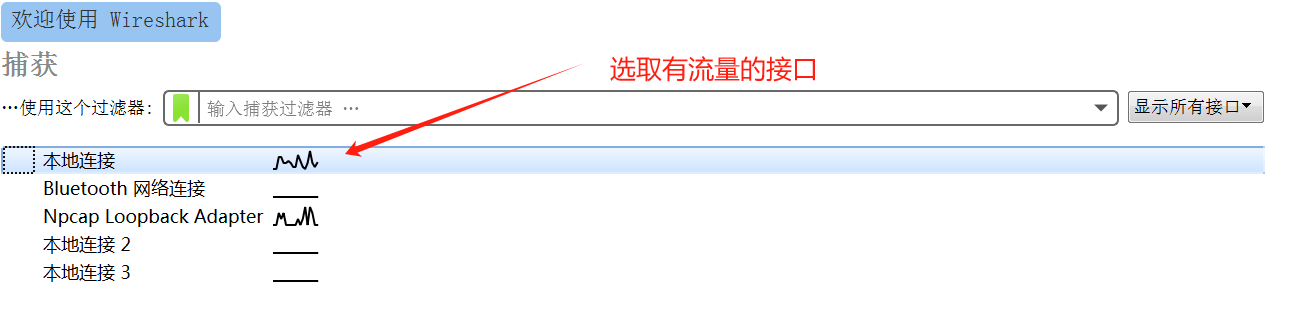 欢迎使用 Wireshark
捕获
选取有流量的接口
…使用这个过滤器: 输入捕获过滤器 … 显示所有接口
本地连接
Bluetooth 网络连接
Npcap Loopback Adapter
本地连接 2
本地连接 3